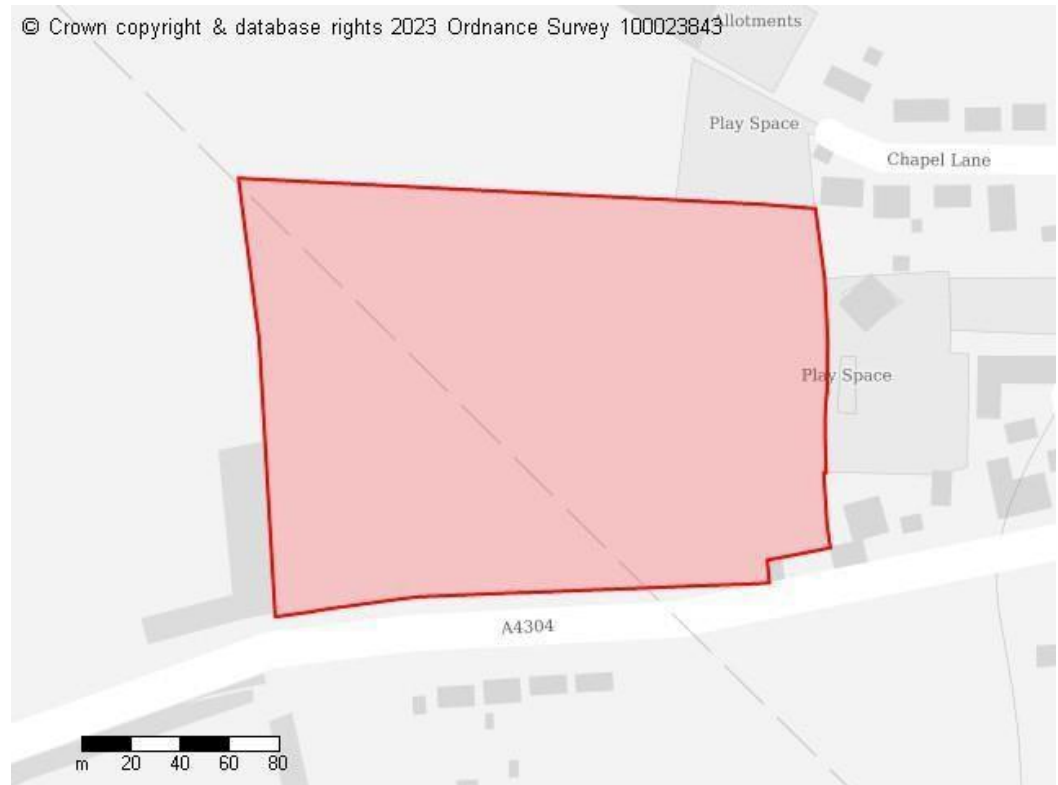 © Crown copyright & database rights 2023 Ordnance Survey 100023843
Allotments
Play Space
Chapel Lane
Play Space
A4304
m 20 40 60 80